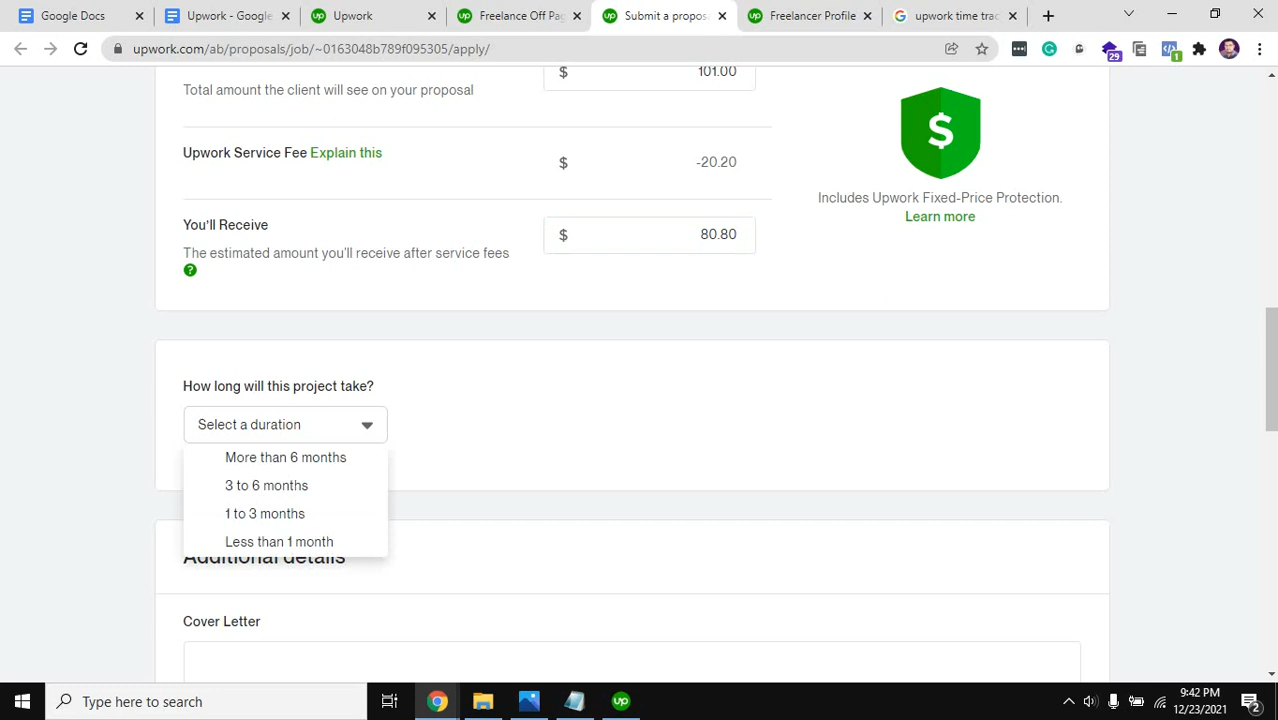 Google Docs
Upwork - Google
Upwork
Freelance Off Pag
Submit a propos
Freelancer Profile
upwork time trac
upwork.com/ab/proposals/job/~0163048b789f095305/apply/
29
1
$ 101.00
Total amount the client will see on your proposal
Upwork Service Fee Explain this
$ -20.20
You'll Receive
$ 80.80
The estimated amount you'll receive after service fees
?
$
Includes Upwork Fixed-Price Protection.
Learn more
How long will this project take?
Select a duration
More than 6 months
3 to 6 months
1 to 3 months
Less than 1 month
Additional details
Cover Letter
Type here to search
up
9:42 PM
12/23/2021
2